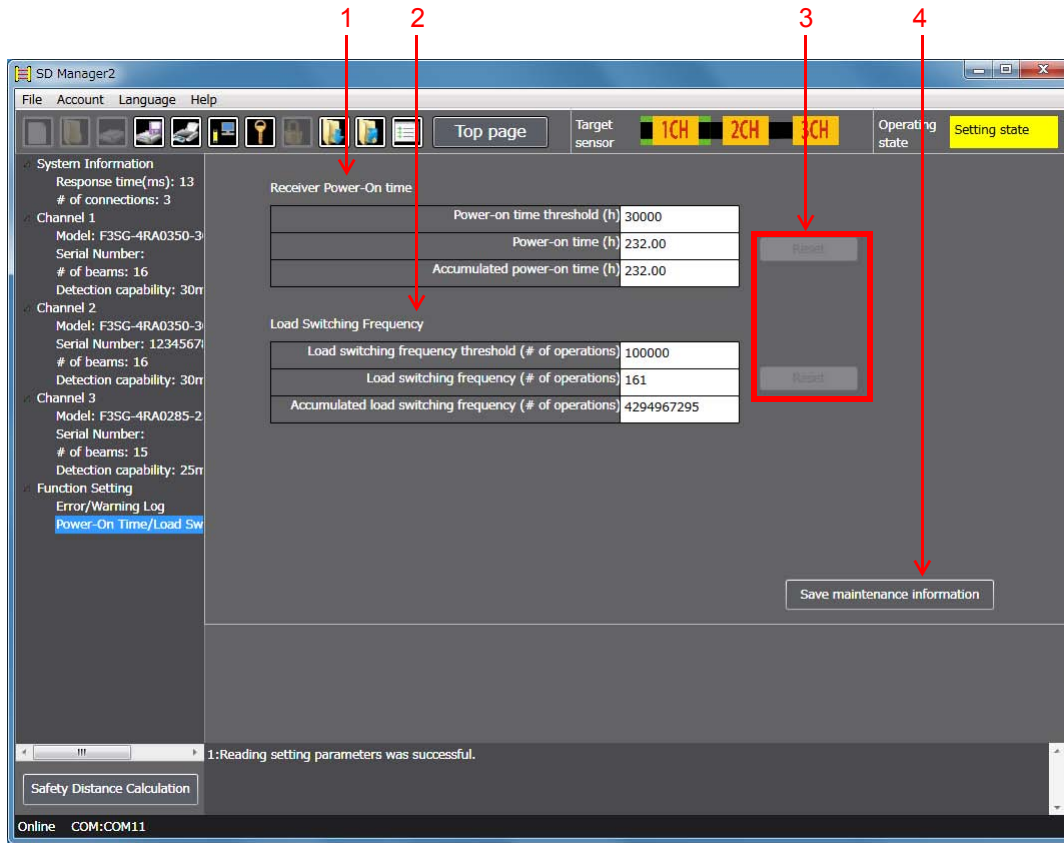 1 2 3 4
SD Manager2
File Account Language Help
Top page
Target sensor
1CH 2CH 3CH
Operating state
Setting state
System Information
Response time(ms): 13
# of connections: 3
Channel 1
Model: F3SG-4RA0350-3
Serial Number:
# of beams: 16
Detection capability: 30m
Channel 2
Model: F3SG-4RA0350-3
Serial Number: 1234567
# of beams: 16
Detection capability: 30m
Channel 3
Model: F3SG-4RA0285-2
Serial Number:
# of beams: 15
Detection capability: 25m
Function Setting
Error/Warning Log
Power-On Time/Load Sw
Receiver Power-On time
Power-on time threshold (h) 30000
Power-on time (h) 232.00
Reset
Accumulated power-on time (h) 232.00
Load Switching Frequency
Load switching frequency threshold (# of operations) 100000
Load switching frequency (# of operations) 161
Reset
Accumulated load switching frequency (# of operations) 4294967295
Save maintenance information
1:Reading setting parameters was successful.
Safety Distance Calculation
Online COM:COM11